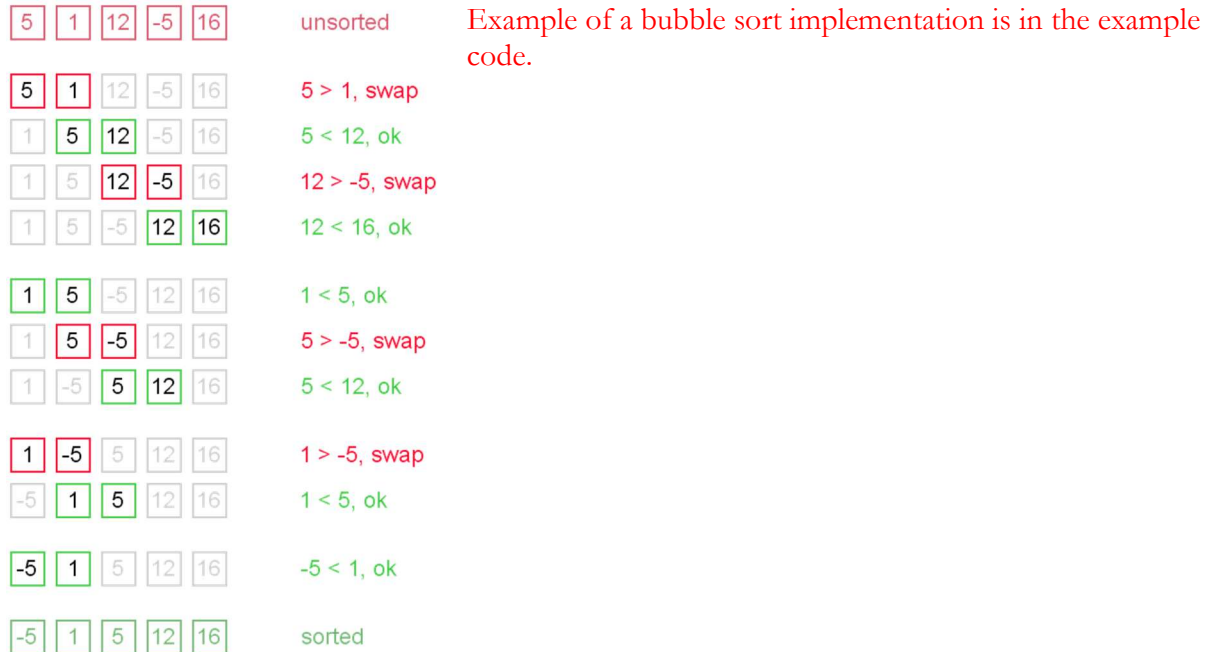 5 1 12 -5 16 unsorted
Example of a bubble sort implementation is in the example
code.
5 1 12 -5 16 5 > 1, swap
1 5 12 -5 16 5 < 12, ok
1 5 12 -5 16 12 > -5, swap
1 5 -5 12 16 12 < 16, ok
1 5 -5 12 16 1 < 5, ok
1 5 -5 12 16 5 > -5, swap
1 -5 5 12 16 5 < 12, ok
1 -5 5 12 16 1 > -5, swap
-5 1 5 12 16 1 < 5, ok
-5 1 5 12 16 -5 < 1, ok
-5 1 5 12 16 sorted